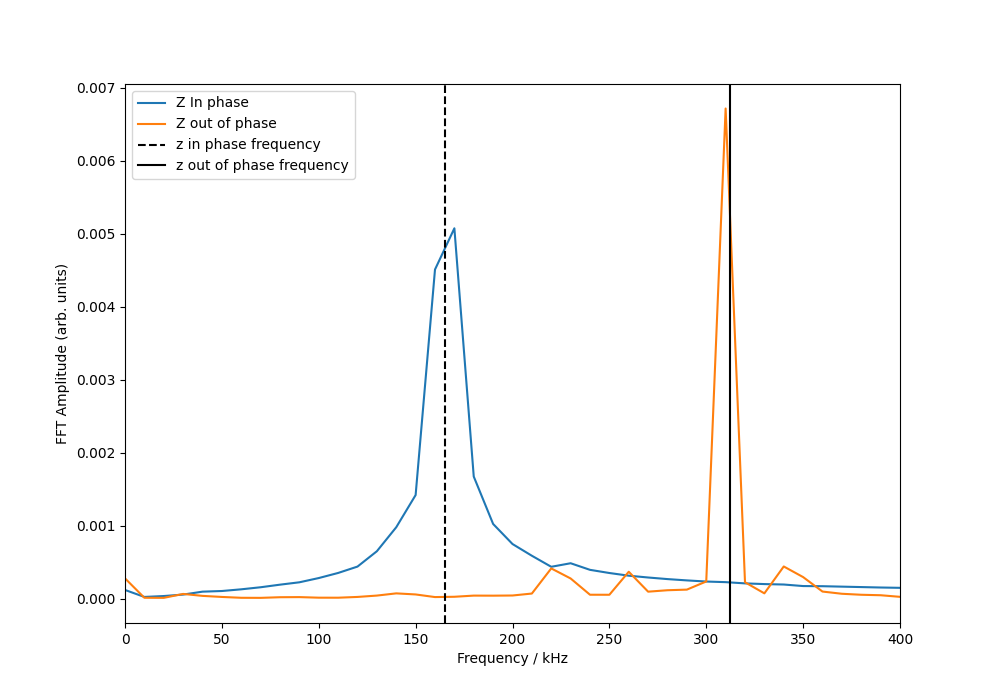 Z In phase
Z out of phase
z in phase frequency
z out of phase frequency
0.007
0.006
0.005
0.004
0.003
0.002
0.001
0.000
FFT Amplitude (arb. units)
0 50 100 150 200 250 300 350 400
Frequency / kHz